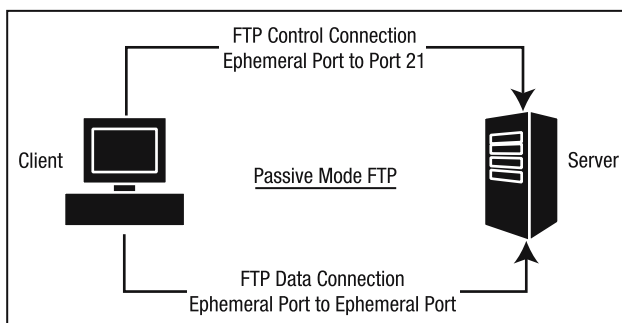 FTP Control Connection
Ephemeral Port to Port 21
Client
Server
Passive Mode FTP
FTP Data Connection
Ephemeral Port to Ephemeral Port